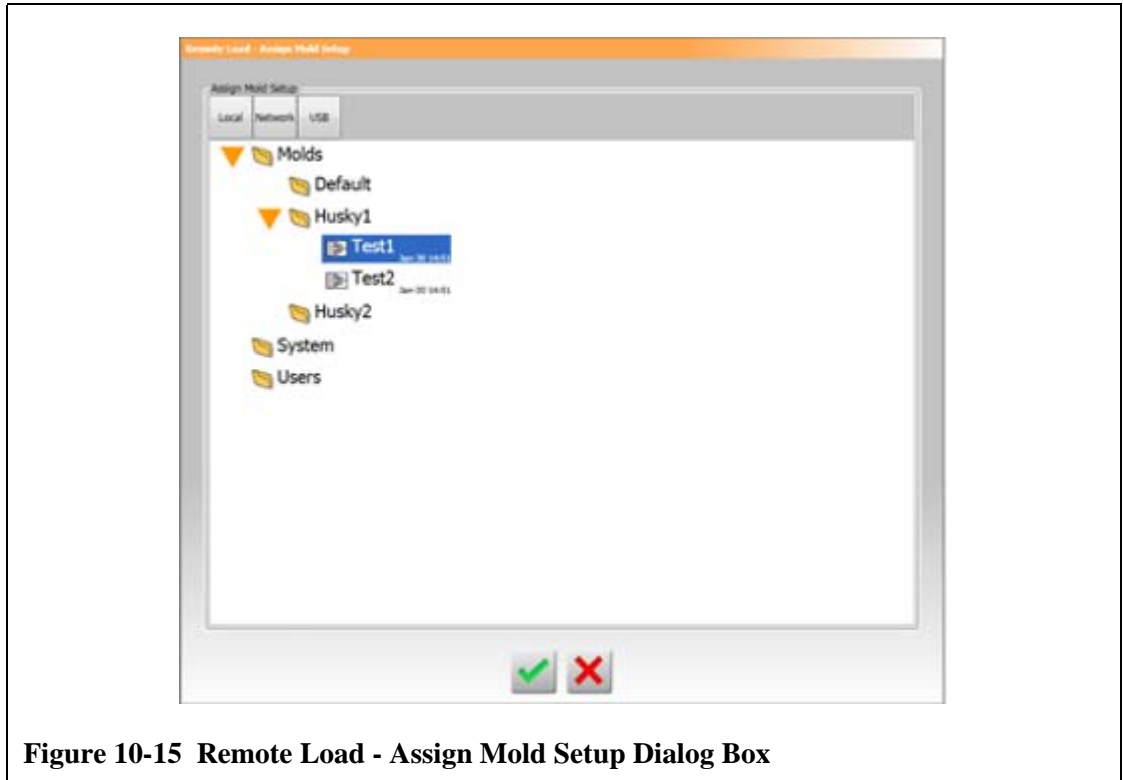 Remote Load - Assign Mold Setup
Assign Mold Setup
Local Network USB
Molds
Default
Husky1
Test1
Test2
Husky2
System
Users
Figure 10-15 Remote Load - Assign Mold Setup Dialog Box